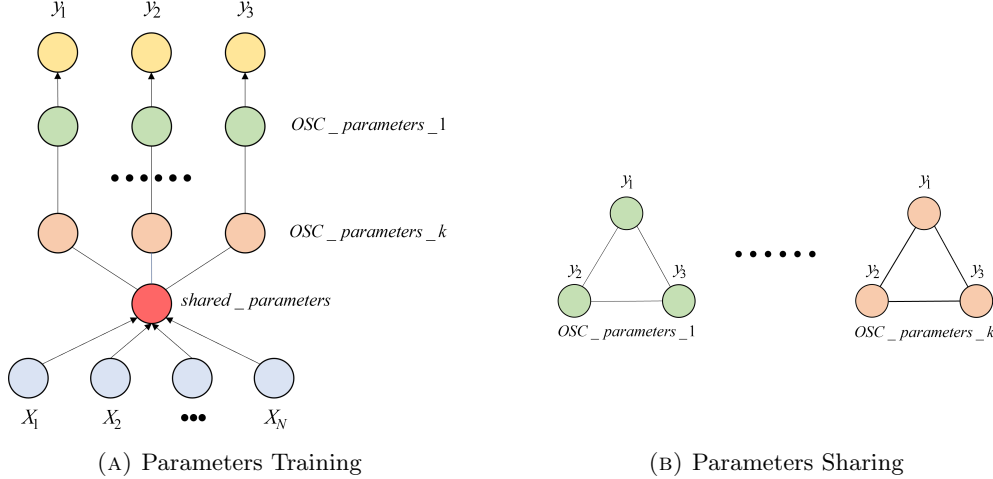 y1 y2 y3
OSC_parameters_1
OSC_parameters_k
shared_parameters
X1 X2 ••• XN
(A) Parameters Training
y1
y2 y3
OSC_parameters_1
y1
y2 y3
OSC_parameters_k
(B) Parameters Sharing